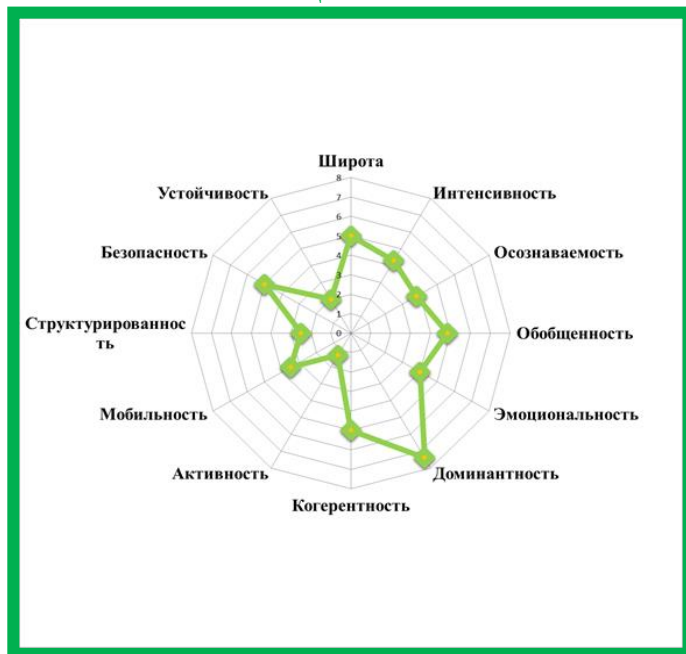 Широта
Устойчивость
Интенсивность
Безопасность
Осознаваемость
Структурированнос
ть
Обобщенность
Мобильность
Эмоциональность
Активность
Доминантность
Когерентность
8
7
6
5
4
3
2
1
0